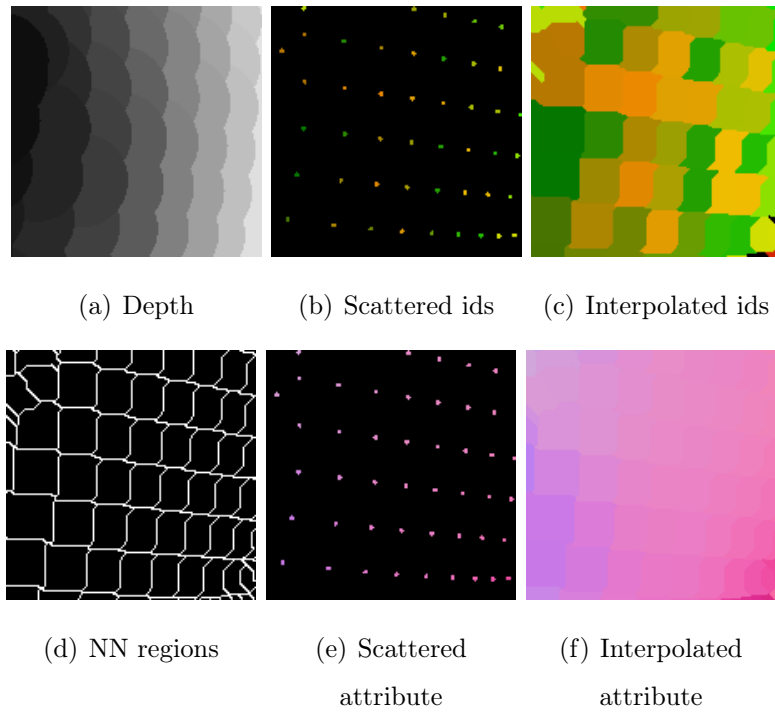 (a) Depth
(b) Scattered ids
(c) Interpolated ids
(d) NN regions
(e) Scattered
attribute
(f) Interpolated
attribute